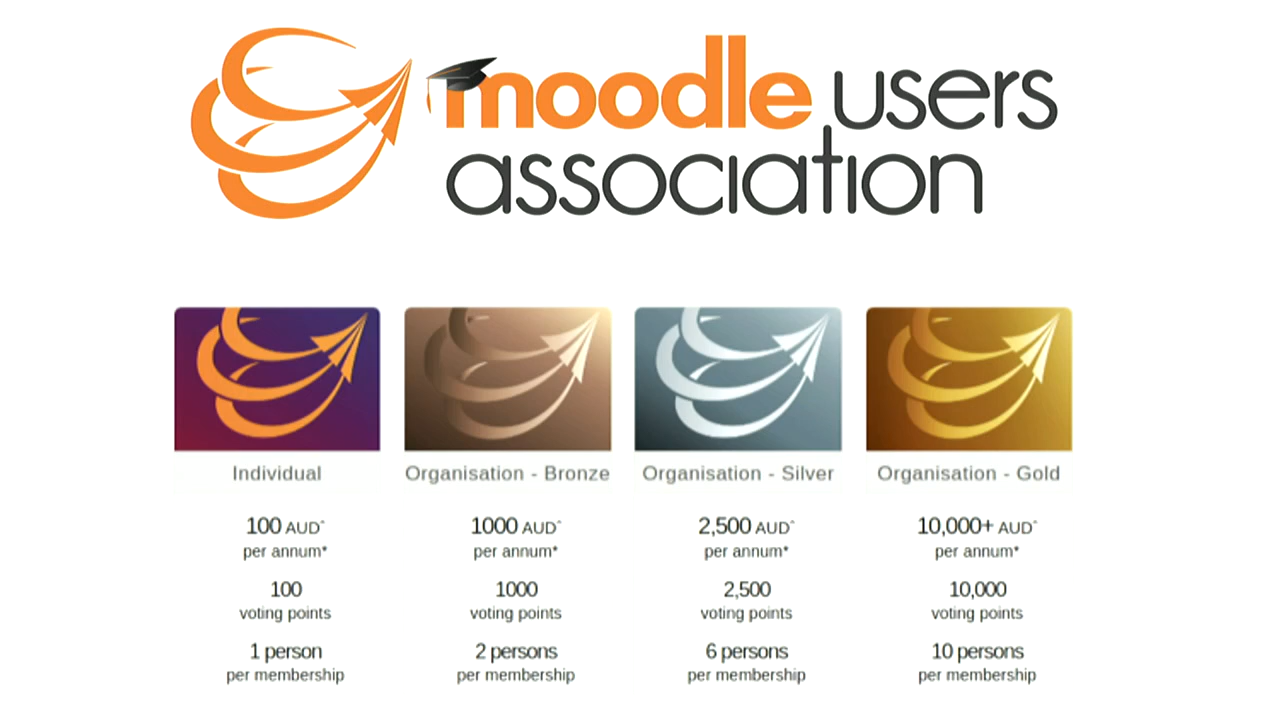 moodle users
association
Individual
Organisation - Bronze
Organisation - Silver
Organisation - Gold
100 AUD^
per annum*
1000 AUD^
per annum*
2,500 AUD^
per annum*
10,000+ AUD^
per annum*
100
voting points
1000
voting points
2,500
voting points
10,000
voting points
1 person
per membership
2 persons
per membership
6 persons
per membership
10 persons
per membership